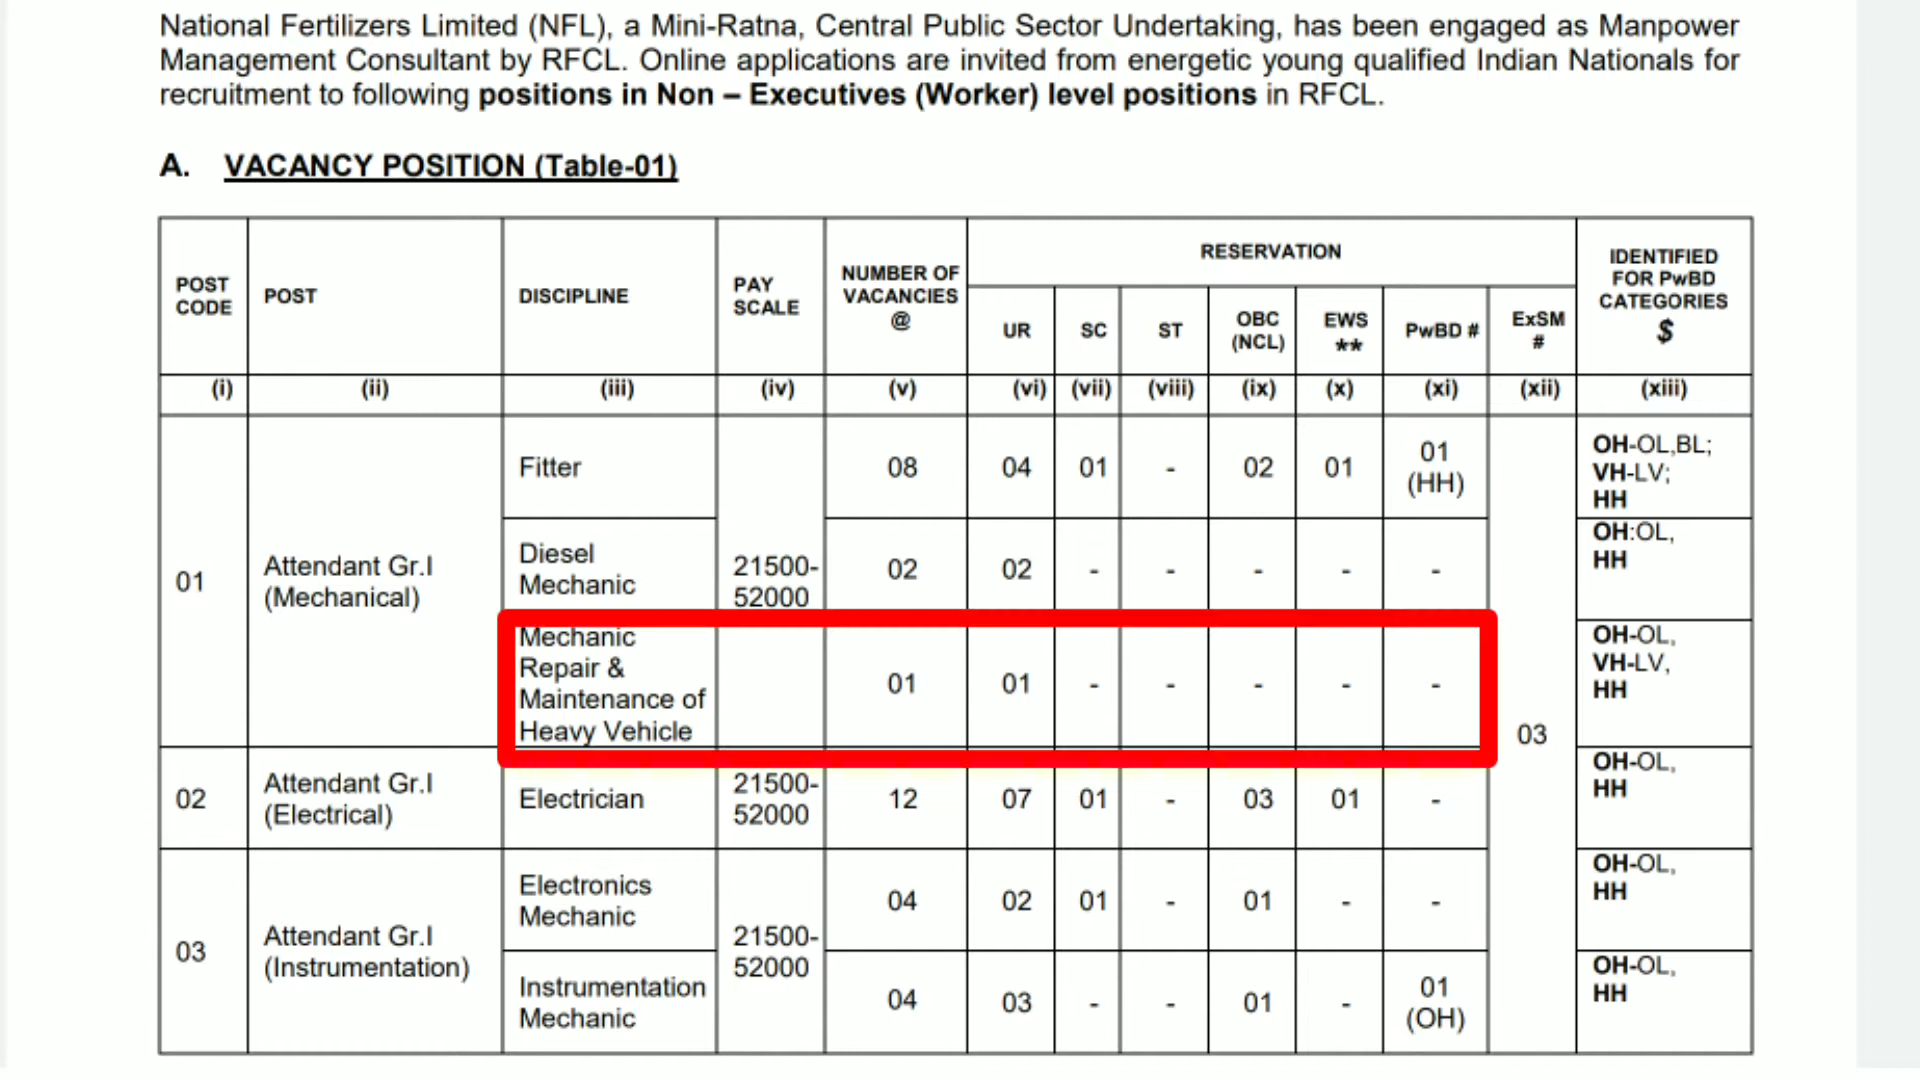 National Fertilizers Limited (NFL), a Mini-Ratna, Central Public Sector Undertaking, has been engaged as Manpower
Management Consultant by RFCL. Online applications are invited from energetic young qualified Indian Nationals for
recruitment to following positions in Non – Executives (Worker) level positions in RFCL.
A. VACANCY POSITION (Table-01)
POST CODE POST DISCIPLINE PAY SCALE NUMBER OF VACANCIES @ RESERVATION IDENTIFIED FOR PwBD CATEGORIES $
UR SC ST OBC (NCL) EWS ** PwBD # ExSM #
(i) (ii) (iii) (iv) (v) (vi) (vii) (viii) (ix) (x) (xi) (xii) (xiii)
01 Attendant Gr.I (Mechanical) Fitter 21500-52000 08 04 01 - 02 01 01 (HH) 03 OH-OL,BL; VH-LV; HH
Diesel Mechanic 02 02 - - - - - OH:OL, HH
Mechanic Repair & Maintenance of Heavy Vehicle 01 01 - - - - - OH-OL, VH-LV, HH
02 Attendant Gr.I (Electrical) Electrician 21500-52000 12 07 01 - 03 01 - OH-OL, HH
03 Attendant Gr.I (Instrumentation) Electronics Mechanic 21500-52000 04 02 01 - 01 - - OH-OL, HH
Instrumentation Mechanic 04 03 - - 01 - 01 (OH) OH-OL, HH